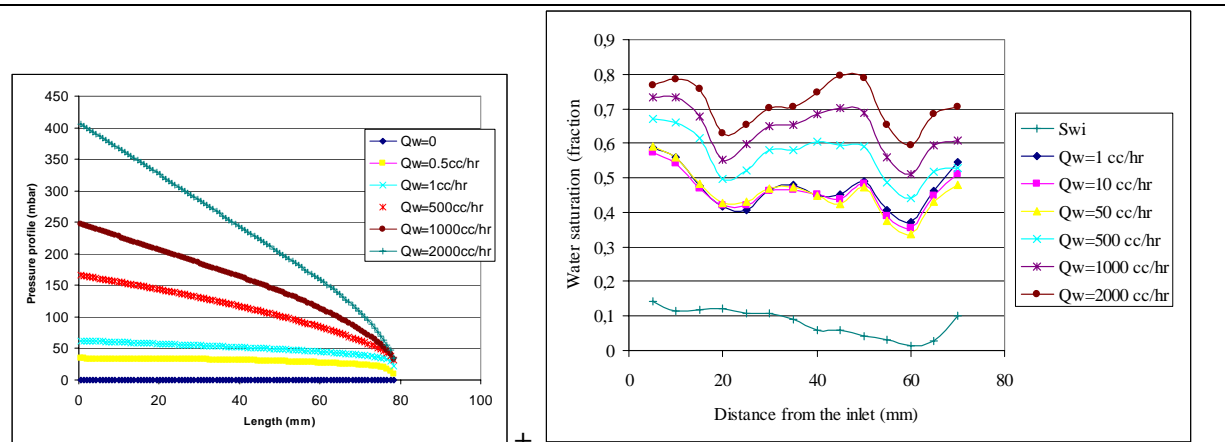 450
400
350
300
250
200
150
100
50
0
Pressure profile (mbar)
0 20 40 60 80 100
Length (mm)
Qw=0
Qw=0.5cc/hr
Qw=1cc/hr
Qw=500cc/hr
Qw=1000cc/hr
Qw=2000cc/hr
+
0,9
0,8
0,7
0,6
0,5
0,4
0,3
0,2
0,1
0
Water saturation (fraction
0 20 40 60 80
Distance from the inlet (mm)
Swi
Qw=1 cc/hr
Qw=10 cc/hr
Qw=50 cc/hr
Qw=500 cc/hr
Qw=1000 cc/hr
Qw=2000 cc/hr